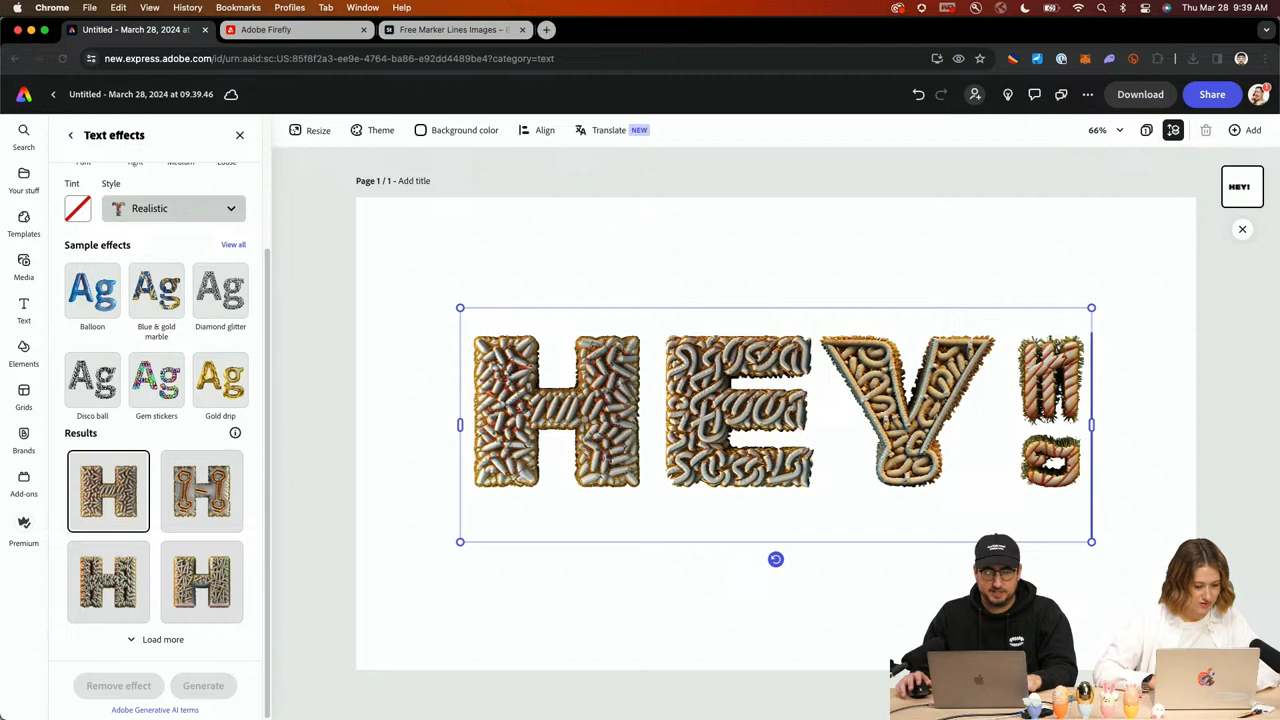 Chrome File Edit View History Bookmarks Profiles Tab Window Help
Thu Mar 28 9:39 AM
Untitled - March 28, 2024 at
Adobe Firefly
Free Marker Lines Images –
new.express.adobe.com/id/urn:aaid:sc:US:85f8f2a3-ee9e-4764-ba86-e92dd4489be4?category=text
Untitled - March 28, 2024 at 09.39.46
Download
Share
Search
Your stuff
Templates
Media
Text
Elements
Grids
Brands
Add-ons
Premium
Text effects
Font Tight Medium Loose
Tint Style
Realistic
Sample effects View all
Ag Ag Ag
Balloon Blue & gold marble Diamond glitter
Ag Ag Ag
Disco ball Gem stickers Gold drip
Results
H H
H H
Load more
Remove effect Generate
Adobe Generative AI terms
Resize Theme Background color Align Translate NEW
66% 1 Add
Page 1 / 1 - Add title
HEY!
HEY!